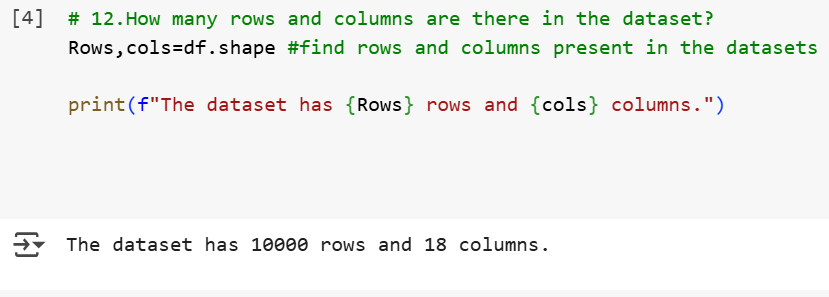 [4] # 12.How many rows and columns are there in the dataset?
Rows,cols=df.shape #find rows and columns present in the datasets
print(f"The dataset has {Rows} rows and {cols} columns.")
The dataset has 10000 rows and 18 columns.